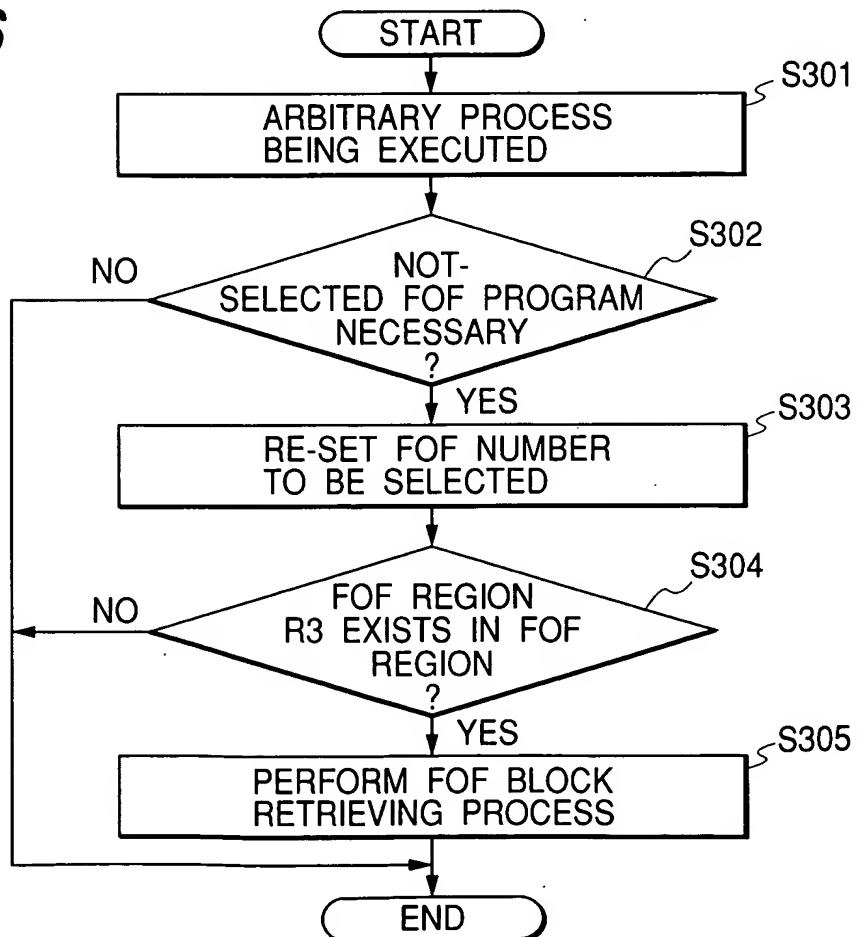 START
S301
ARBITRARY PROCESS
BEING EXECUTED
S302
NO
NOT-
SELECTED FOF PROGRAM
NECESSARY
?
YES
S303
RE-SET FOF NUMBER
TO BE SELECTED
S304
NO
FOF REGION
R3 EXISTS IN FOF
REGION
?
YES
S305
PERFORM FOF BLOCK
RETRIEVING PROCESS
END